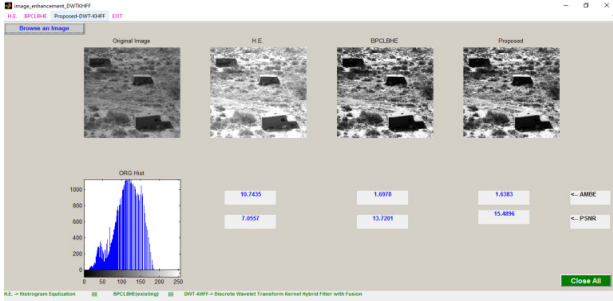 image_enhancement_DWTKHFF
H.E. BPCLBHE Proposed-DWT-KHFF EXIT
Browse an Image
Original Image H.E. BPCLBHE Proposed
ORG Hist
1000
800
600
400
200
0
0 50 100 150 200 250
10.7435 1.6978 1.6383 <-- AMBE
7.0557 13.7201 15.4896 <-- PSNR
Close All
H.E. -> Histrogram Equlization ||| BPCLBHE(existing) ||| DWT-KHFF-> Discrete Wavelet Transform Kernel Hybrid Filter with Fusion